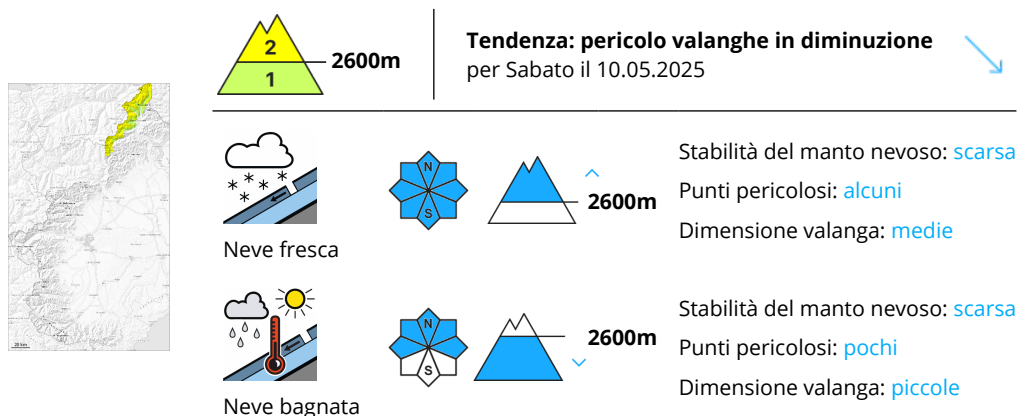 2
1
2600m
Tendenza: pericolo valanghe in diminuzione
per Sabato il 10.05.2025
20 km
N
S
2600m
Neve fresca
Stabilità del manto nevoso: scarsa
Punti pericolosi: alcuni
Dimensione valanga: medie
N
S
2600m
Neve bagnata
Stabilità del manto nevoso: scarsa
Punti pericolosi: pochi
Dimensione valanga: piccole